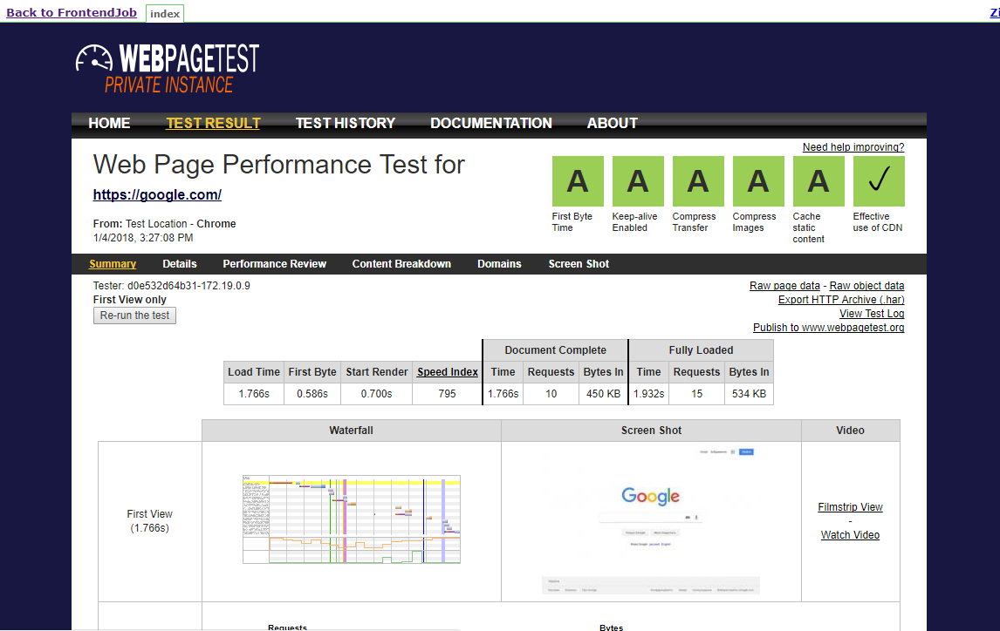 Back to FrontendJob index Zi
WEBPAGETEST
PRIVATE INSTANCE
HOME TEST RESULT TEST HISTORY DOCUMENTATION ABOUT
Need help improving?
Web Page Performance Test for
https://google.com/
From: Test Location - Chrome
1/4/2018, 3:27:08 PM
A A A A A ✓
First Byte Time
Keep-alive Enabled
Compress Transfer
Compress Images
Cache static content
Effective use of CDN
Summary Details Performance Review Content Breakdown Domains Screen Shot
Tester: d0e532d64b31-172.19.0.9
First View only
Re-run the test
Raw page data - Raw object data
Export HTTP Archive (.har)
View Test Log
Publish to www.webpagetest.org
Document Complete Fully Loaded
Load Time First Byte Start Render Speed Index Time Requests Bytes In Time Requests Bytes In
1.766s 0.586s 0.700s 795 1.766s 10 450 KB 1.932s 15 534 KB
Waterfall Screen Shot Video
First View
(1.766s)
Google
Filmstrip View
-
Watch Video
Requests Bytes